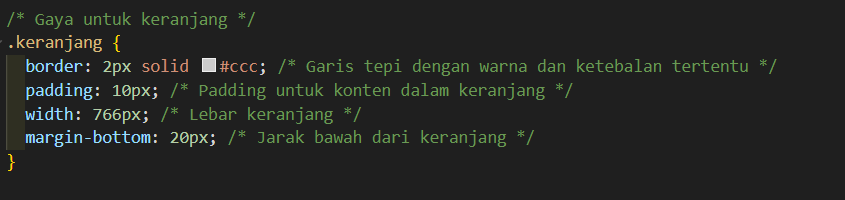 /* Gaya untuk keranjang */
.keranjang {
border: 2px solid #ccc; /* Garis tepi dengan warna dan ketebalan tertentu */
padding: 10px; /* Padding untuk konten dalam keranjang */
width: 766px; /* Lebar keranjang */
margin-bottom: 20px; /* Jarak bawah dari keranjang */
}